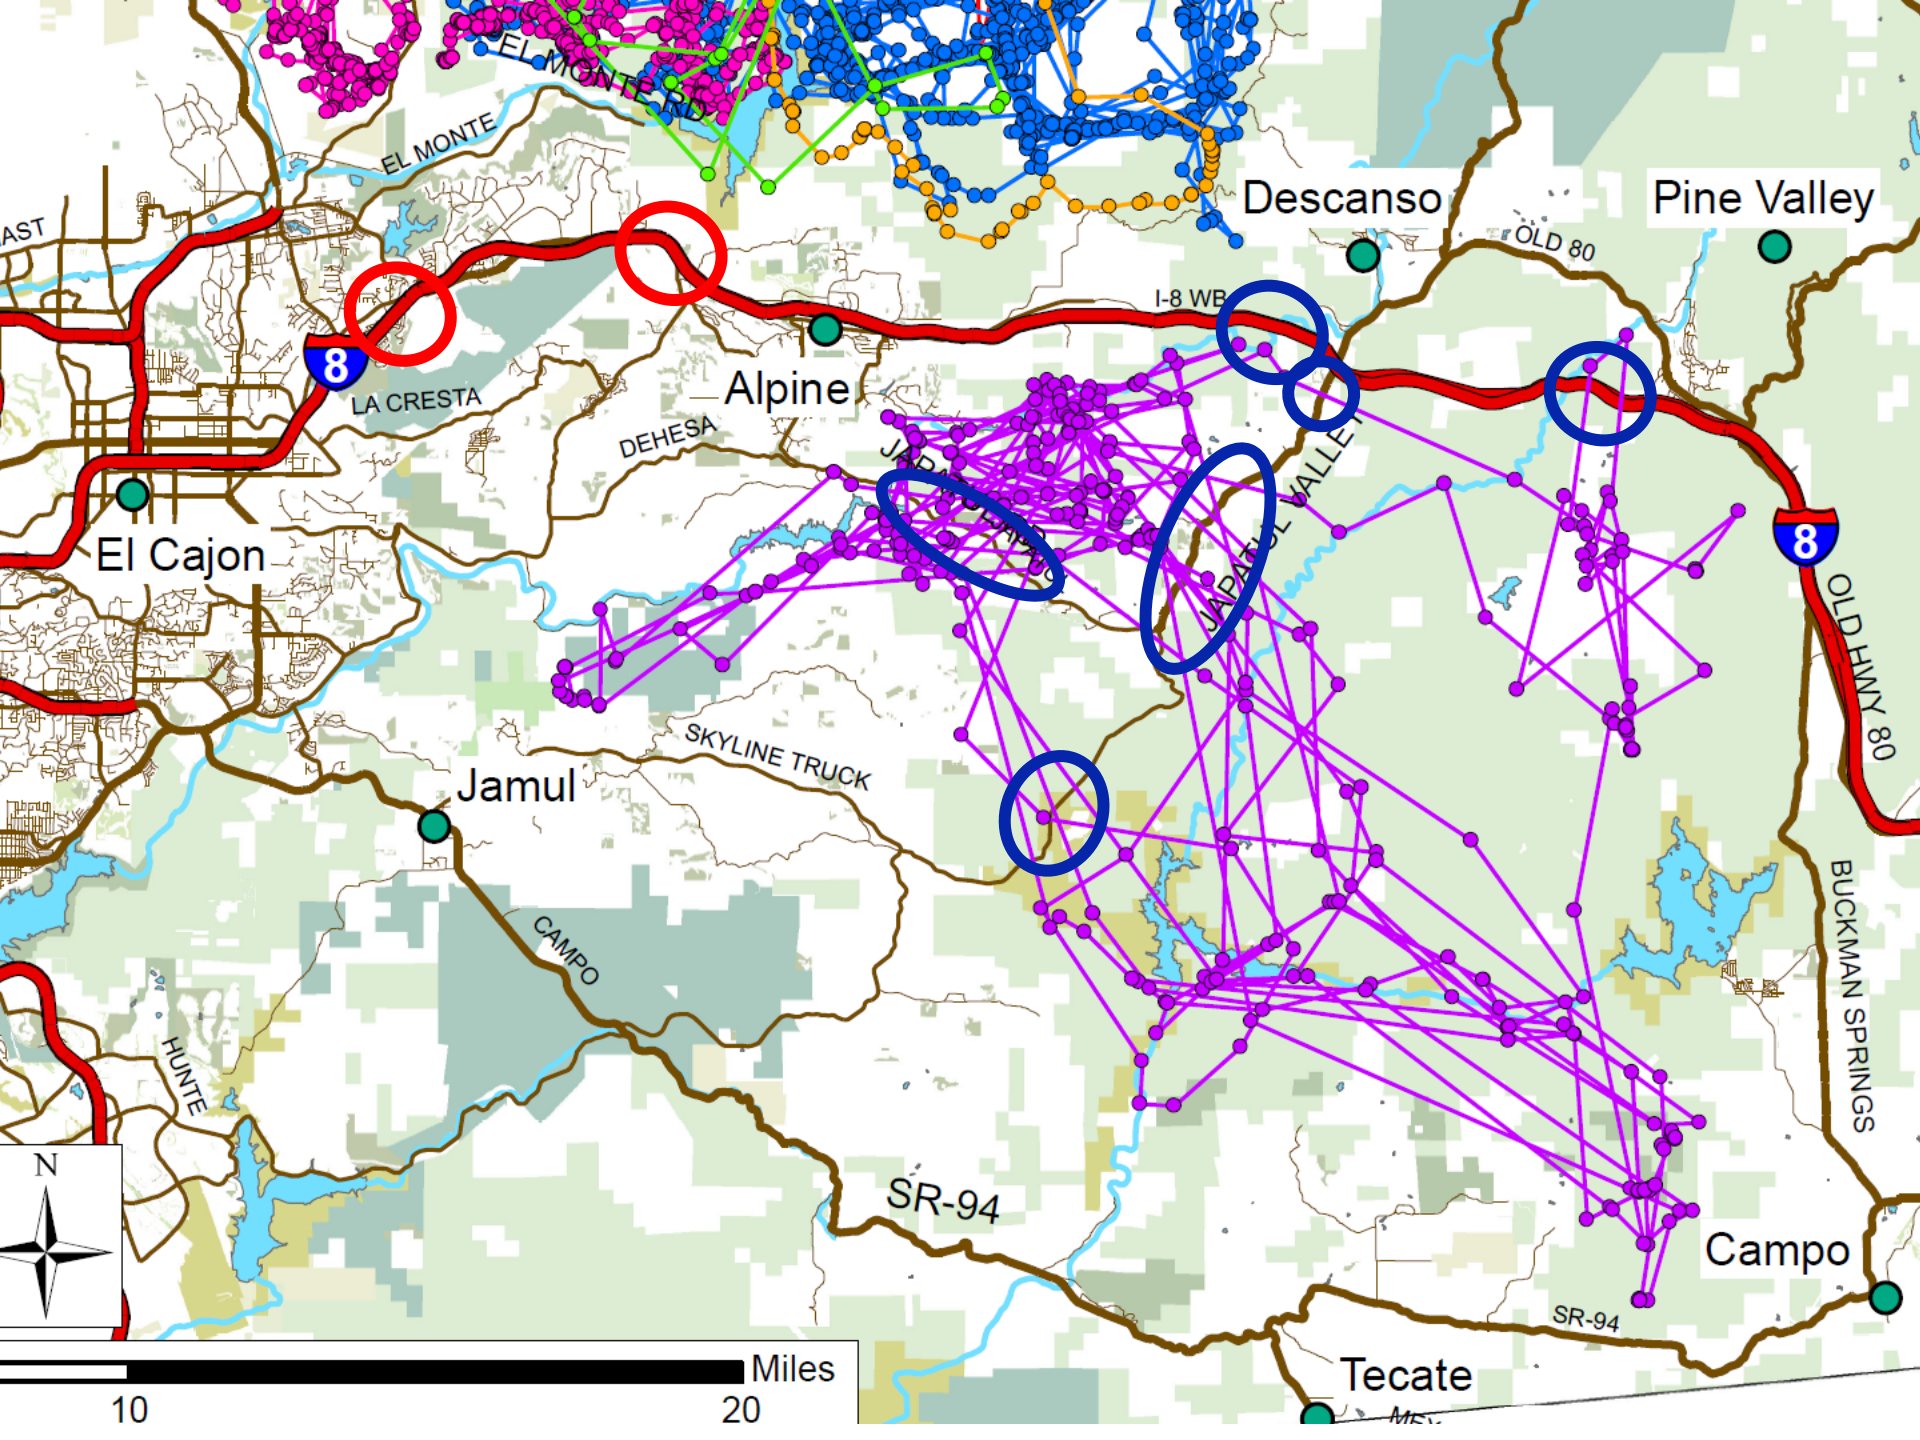 EL MONTE RD
EL MONTE
Descanso
Pine Valley
OLD 80
AST
I-8 WB
8
Alpine
LA CRESTA
DEHESA
JAPATUL VALLEY
8
El Cajon
OLD HWY 80
SKYLINE TRUCK
Jamul
CAMPO
BUCKMAN SPRINGS
HUNTE
N
SR-94
Campo
SR-94
Miles
10
20
Tecate